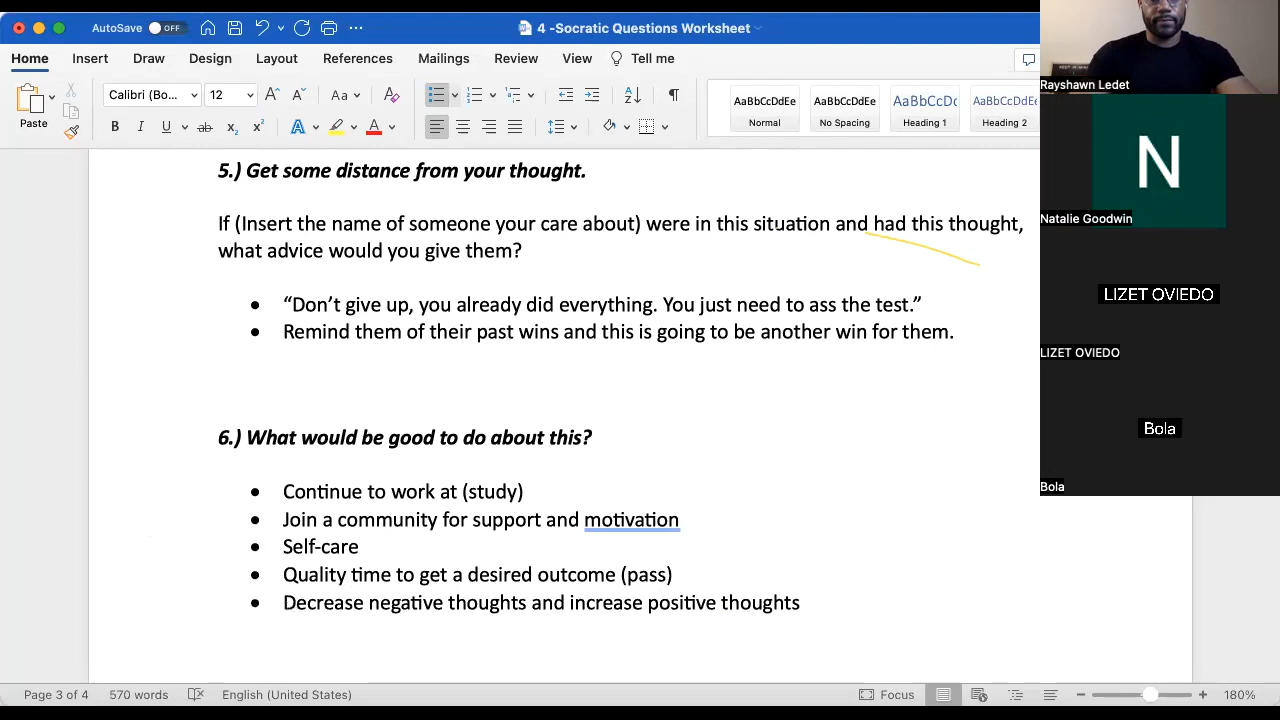 AutoSave OFF 4 -Socratic Questions Worksheet
Home Insert Draw Design Layout References Mailings Review View Tell me
Paste Calibri (Bo... 12
AaBbCcDdEe AaBbCcDdEe AaBbCcDc AaBbCcDdEe
Normal No Spacing Heading 1 Heading 2
5.) Get some distance from your thought.
If (Insert the name of someone your care about) were in this situation and had this thought,
what advice would you give them?
• “Don’t give up, you already did everything. You just need to ass the test.”
• Remind them of their past wins and this is going to be another win for them.
6.) What would be good to do about this?
• Continue to work at (study)
• Join a community for support and motivation
• Self-care
• Quality time to get a desired outcome (pass)
• Decrease negative thoughts and increase positive thoughts
Page 3 of 4 570 words English (United States) Focus 180%
Rayshawn Ledet
N
Natalie Goodwin
LIZET OVIEDO
LIZET OVIEDO
Bola
Bola